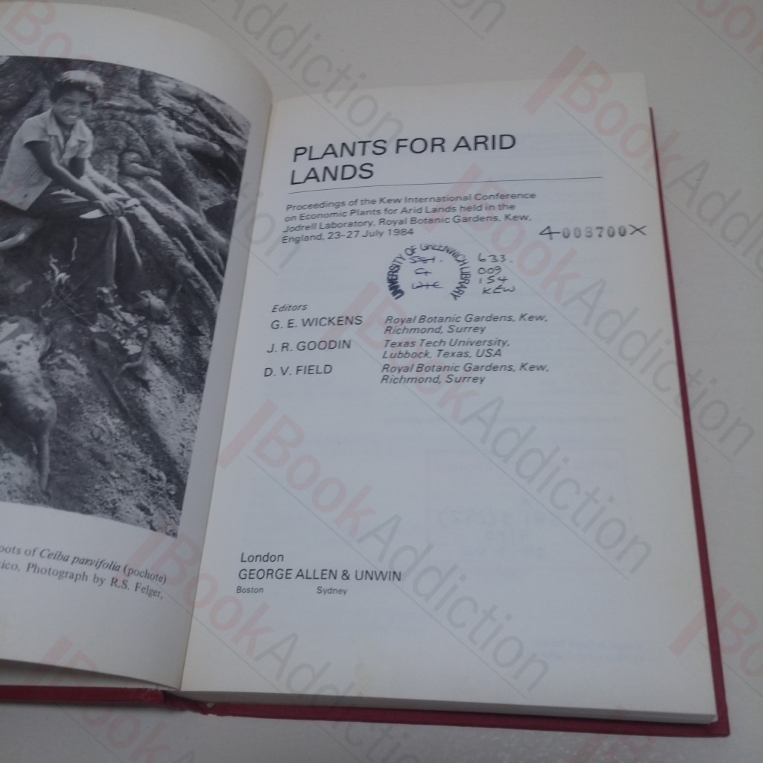 oots of Ceiba parvifolia (pochote)
ico. Photograph by R.S. Felger,
PLANTS FOR ARID
LANDS
Proceedings of the Kew International Conference
on Economic Plants for Arid Lands held in the
Jodrell Laboratory, Royal Botanic Gardens, Kew,
England, 23-27 July 1984
4-008700X
UNIVERSITY OF GREENWICH LIBRARY
633.
009
154
KEW
Editors
G. E. WICKENS Royal Botanic Gardens, Kew,
Richmond, Surrey
J. R. GOODIN Texas Tech University,
Lubbock, Texas, USA
D. V. FIELD Royal Botanic Gardens, Kew,
Richmond, Surrey
London
GEORGE ALLEN & UNWIN
Boston Sydney
BookAddiction